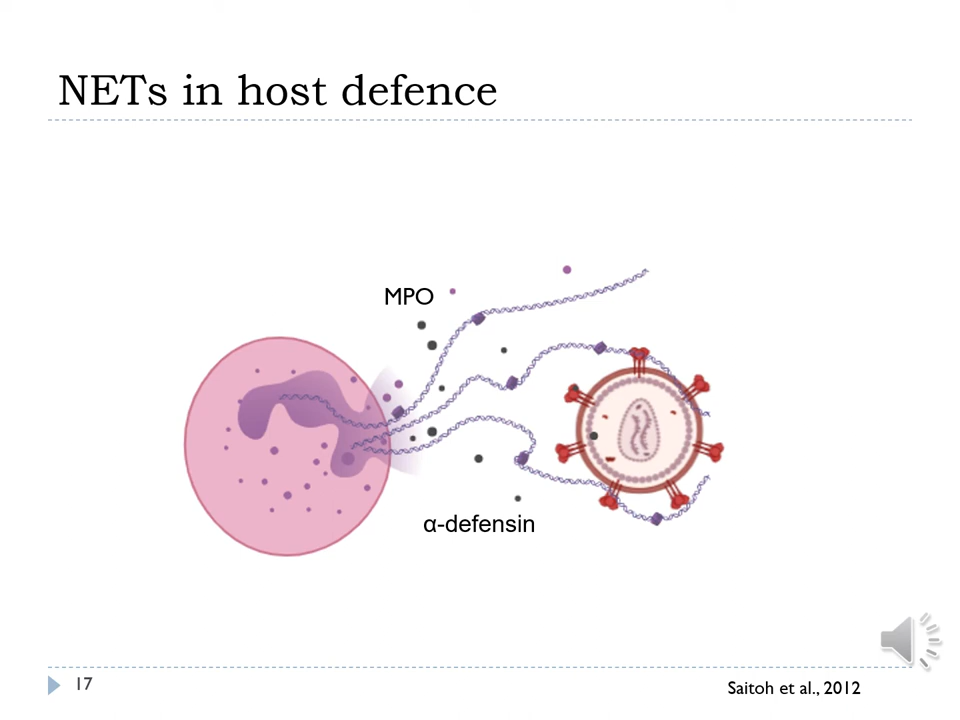 NETs in host defence
MPO
α-defensin
17
Saitoh et al., 2012